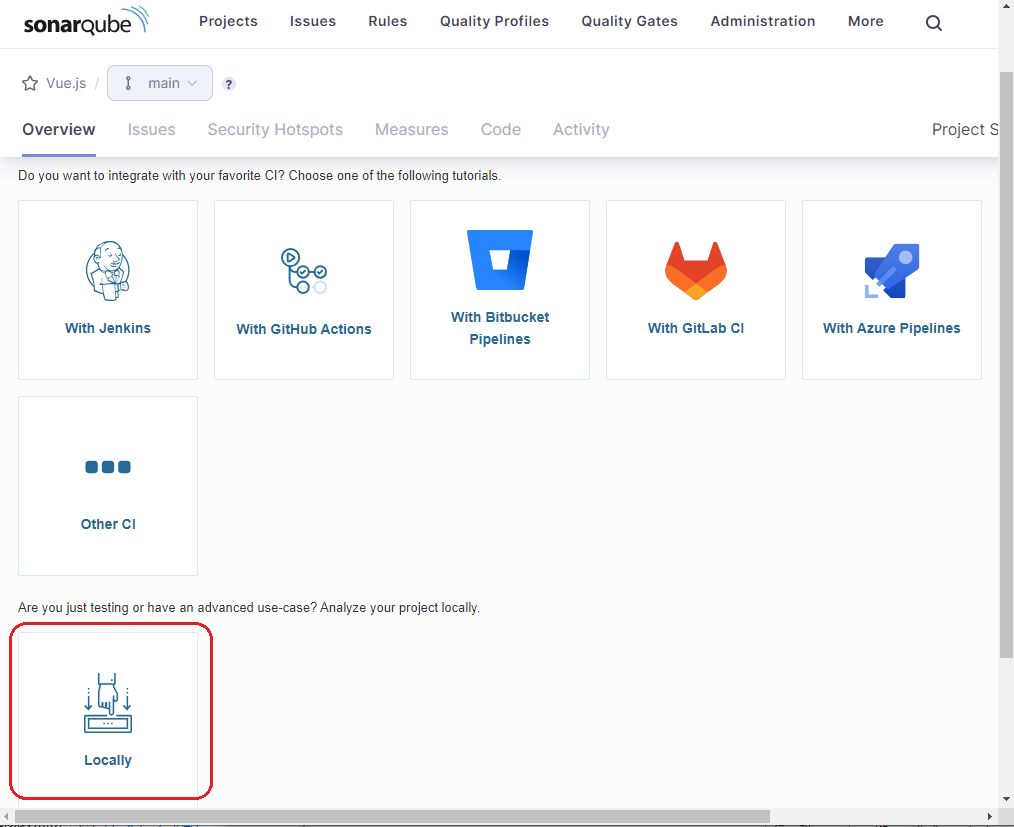 sonarqube Projects Issues Rules Quality Profiles Quality Gates Administration More
Vue.js / main ?
Overview Issues Security Hotspots Measures Code Activity Project S
Do you want to integrate with your favorite CI? Choose one of the following tutorials.
With Jenkins
With GitHub Actions
With Bitbucket
Pipelines
With GitLab CI
With Azure Pipelines
Other CI
Are you just testing or have an advanced use-case? Analyze your project locally.
Locally